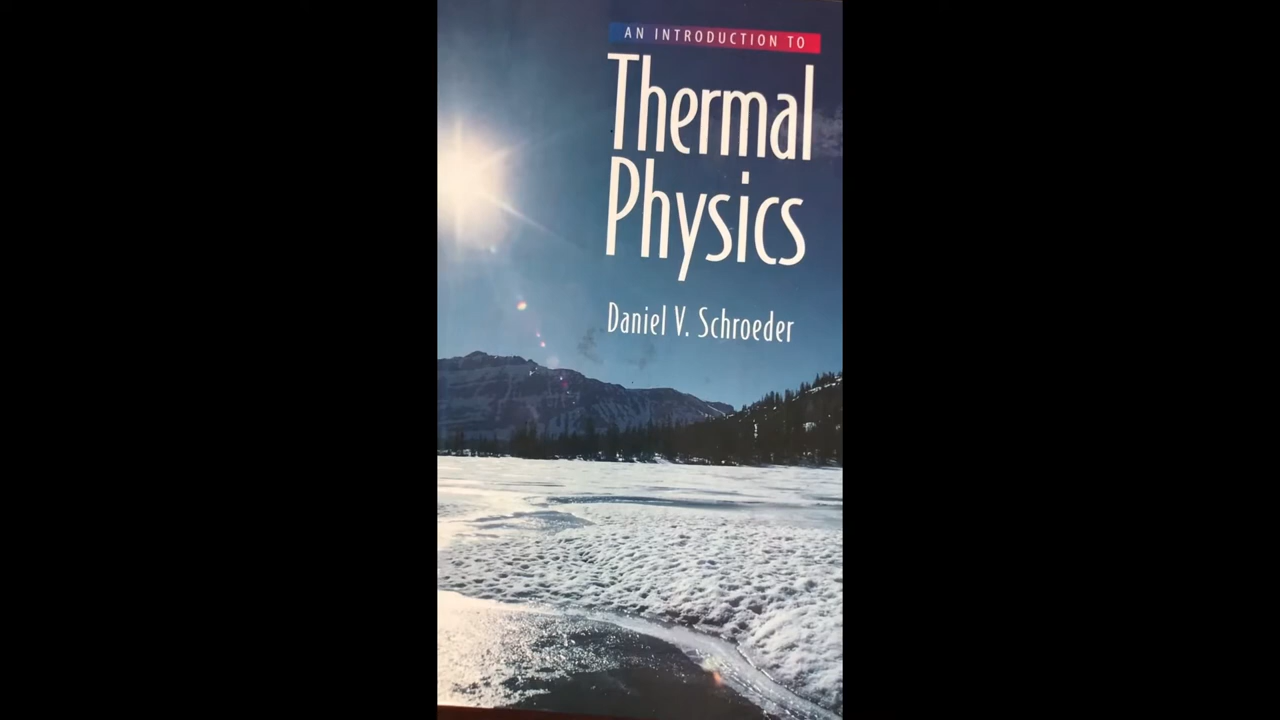 AN INTRODUCTION TO
Thermal
Physics
Daniel V. Schroeder